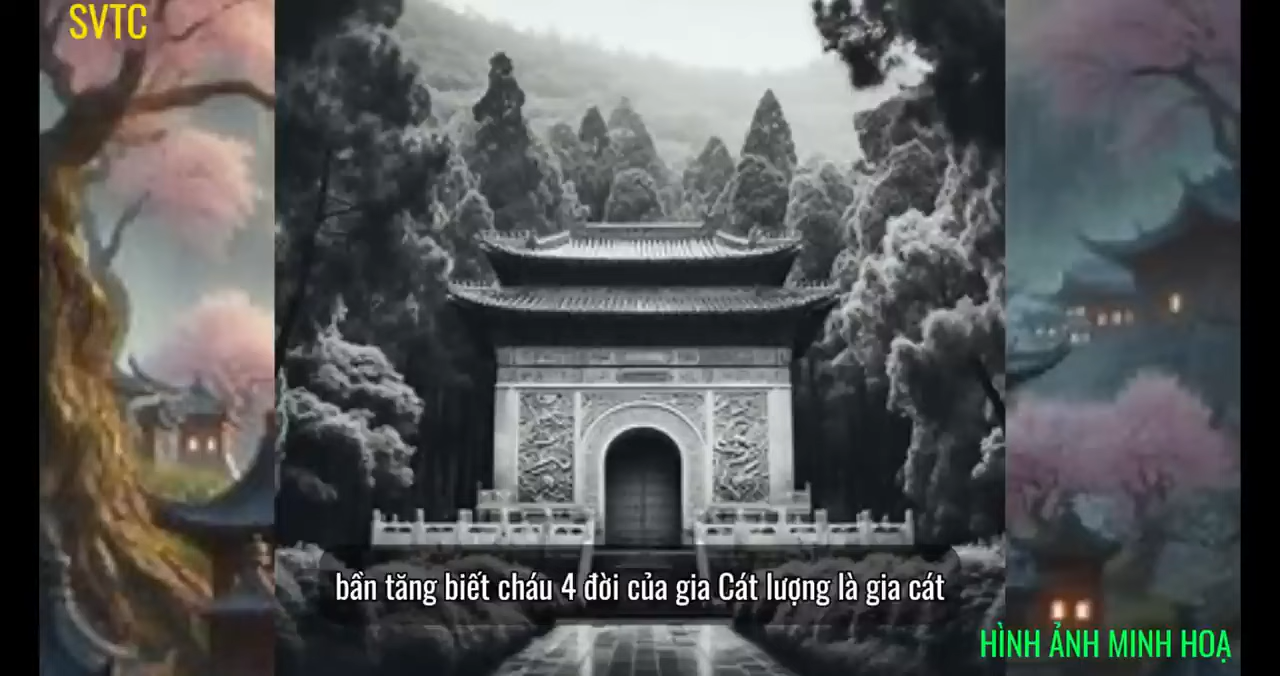 SVTC
bần tăng biết cháu 4 đời của gia Cát lượng là gia cát
HÌNH ẢNH MINH HOẠ